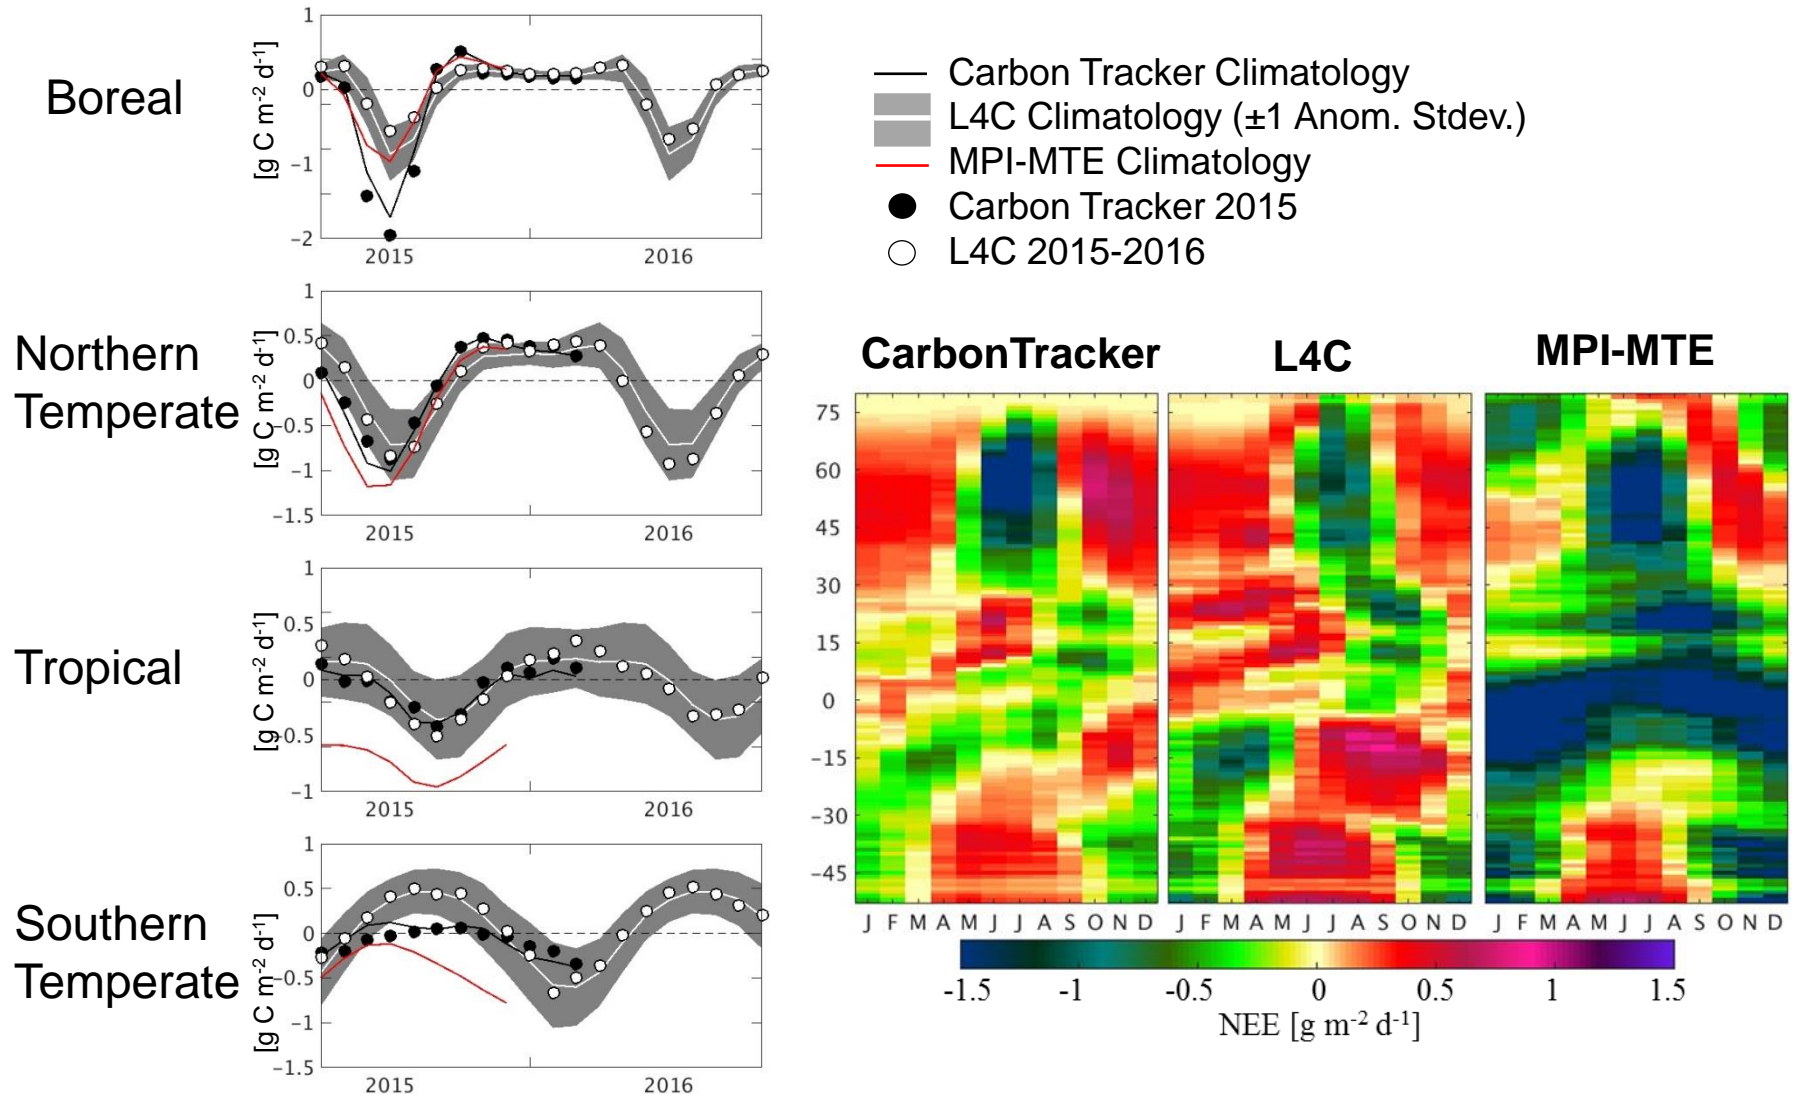 Boreal
[g C m⁻² d⁻¹]
1
0
−1
−2
2015
2016
Northern
Temperate
[g C m⁻² d⁻¹]
1
0.5
0
−0.5
−1
−1.5
2015
2016
Tropical
[g C m⁻² d⁻¹]
1
0.5
0
−0.5
−1
2015
2016
Southern
Temperate
[g C m⁻² d⁻¹]
1
0.5
0
−0.5
−1
−1.5
2015
2016
Carbon Tracker Climatology
L4C Climatology (±1 Anom. Stdev.)
MPI-MTE Climatology
Carbon Tracker 2015
L4C 2015-2016
CarbonTracker
L4C
MPI-MTE
75
60
45
30
15
0
−15
−30
−45
J F M A M J J A S O N D
J F M A M J J A S O N D
J F M A M J J A S O N D
-1.5 -1 -0.5 0 0.5 1 1.5
NEE [g m⁻² d⁻¹]